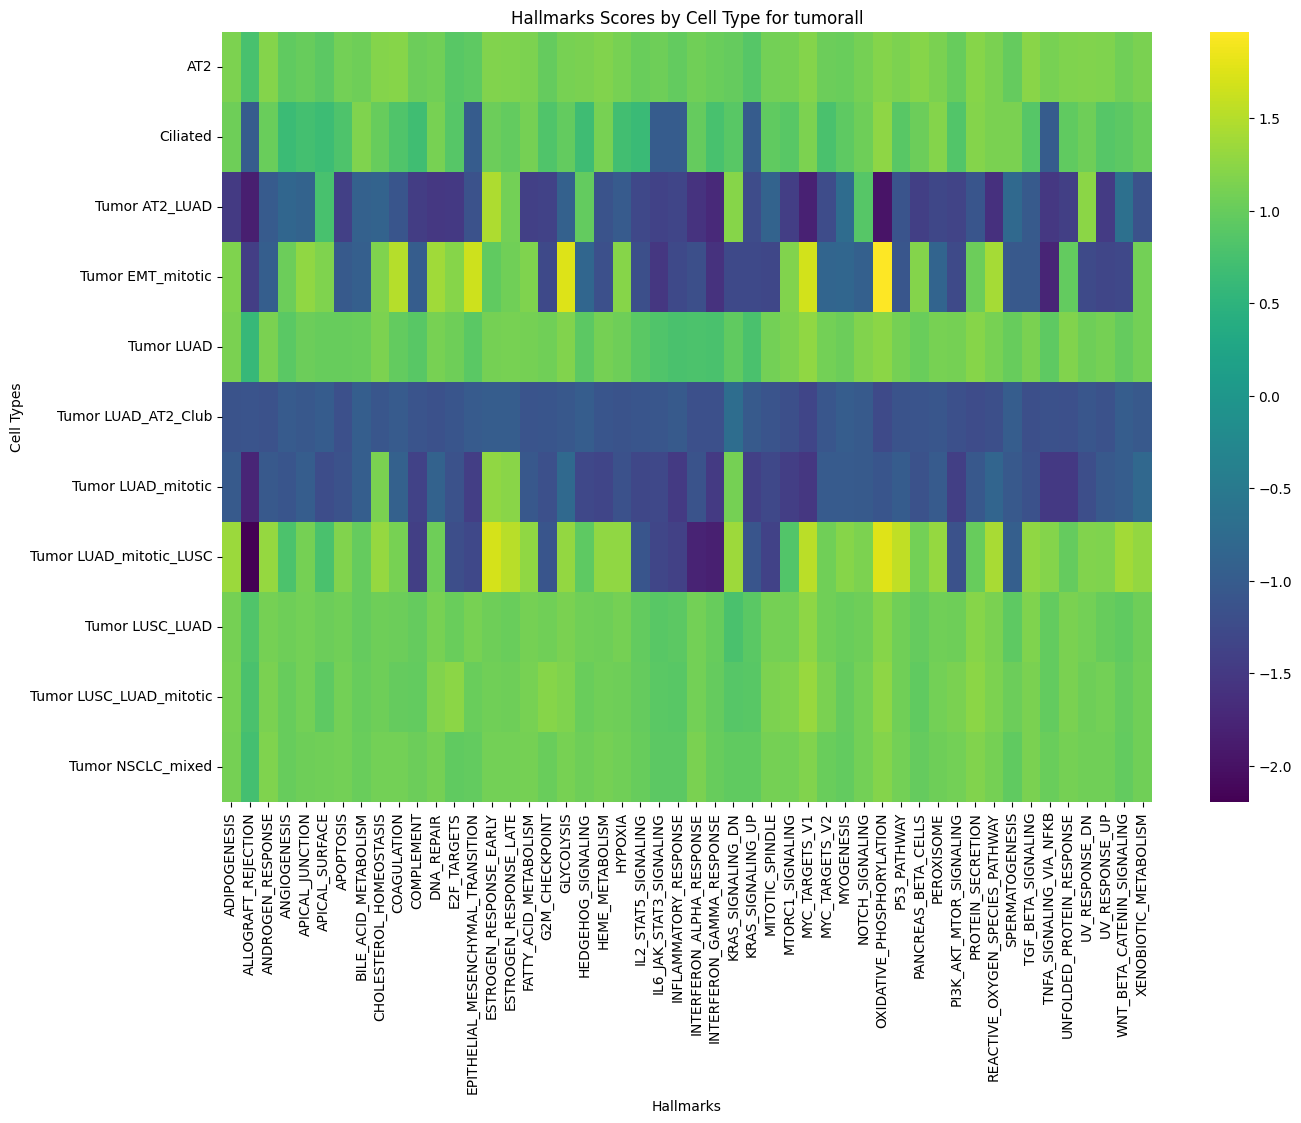 Hallmarks Scores by Cell Type for tumorall
Cell Types
AT2
Ciliated
Tumor AT2_LUAD
Tumor EMT_mitotic
Tumor LUAD
Tumor LUAD_AT2_Club
Tumor LUAD_mitotic
Tumor LUAD_mitotic_LUSC
Tumor LUSC_LUAD
Tumor LUSC_LUAD_mitotic
Tumor NSCLC_mixed
ADIPOGENESIS
ALLOGRAFT_REJECTION
ANDROGEN_RESPONSE
ANGIOGENESIS
APICAL_JUNCTION
APICAL_SURFACE
APOPTOSIS
BILE_ACID_METABOLISM
CHOLESTEROL_HOMEOSTASIS
COAGULATION
COMPLEMENT
DNA_REPAIR
E2F_TARGETS
EPITHELIAL_MESENCHYMAL_TRANSITION
ESTROGEN_RESPONSE_EARLY
ESTROGEN_RESPONSE_LATE
FATTY_ACID_METABOLISM
G2M_CHECKPOINT
GLYCOLYSIS
HEDGEHOG_SIGNALING
HEME_METABOLISM
HYPOXIA
IL2_STAT5_SIGNALING
IL6_JAK_STAT3_SIGNALING
INFLAMMATORY_RESPONSE
INTERFERON_ALPHA_RESPONSE
INTERFERON_GAMMA_RESPONSE
KRAS_SIGNALING_DN
KRAS_SIGNALING_UP
MITOTIC_SPINDLE
MTORC1_SIGNALING
MYC_TARGETS_V1
MYC_TARGETS_V2
MYOGENESIS
NOTCH_SIGNALING
OXIDATIVE_PHOSPHORYLATION
P53_PATHWAY
PANCREAS_BETA_CELLS
PEROXISOME
PI3K_AKT_MTOR_SIGNALING
PROTEIN_SECRETION
REACTIVE_OXYGEN_SPECIES_PATHWAY
SPERMATOGENESIS
TGF_BETA_SIGNALING
TNFA_SIGNALING_VIA_NFKB
UNFOLDED_PROTEIN_RESPONSE
UV_RESPONSE_DN
UV_RESPONSE_UP
WNT_BETA_CATENIN_SIGNALING
XENOBIOTIC_METABOLISM
Hallmarks
1.5
1.0
0.5
0.0
−0.5
−1.0
−1.5
−2.0